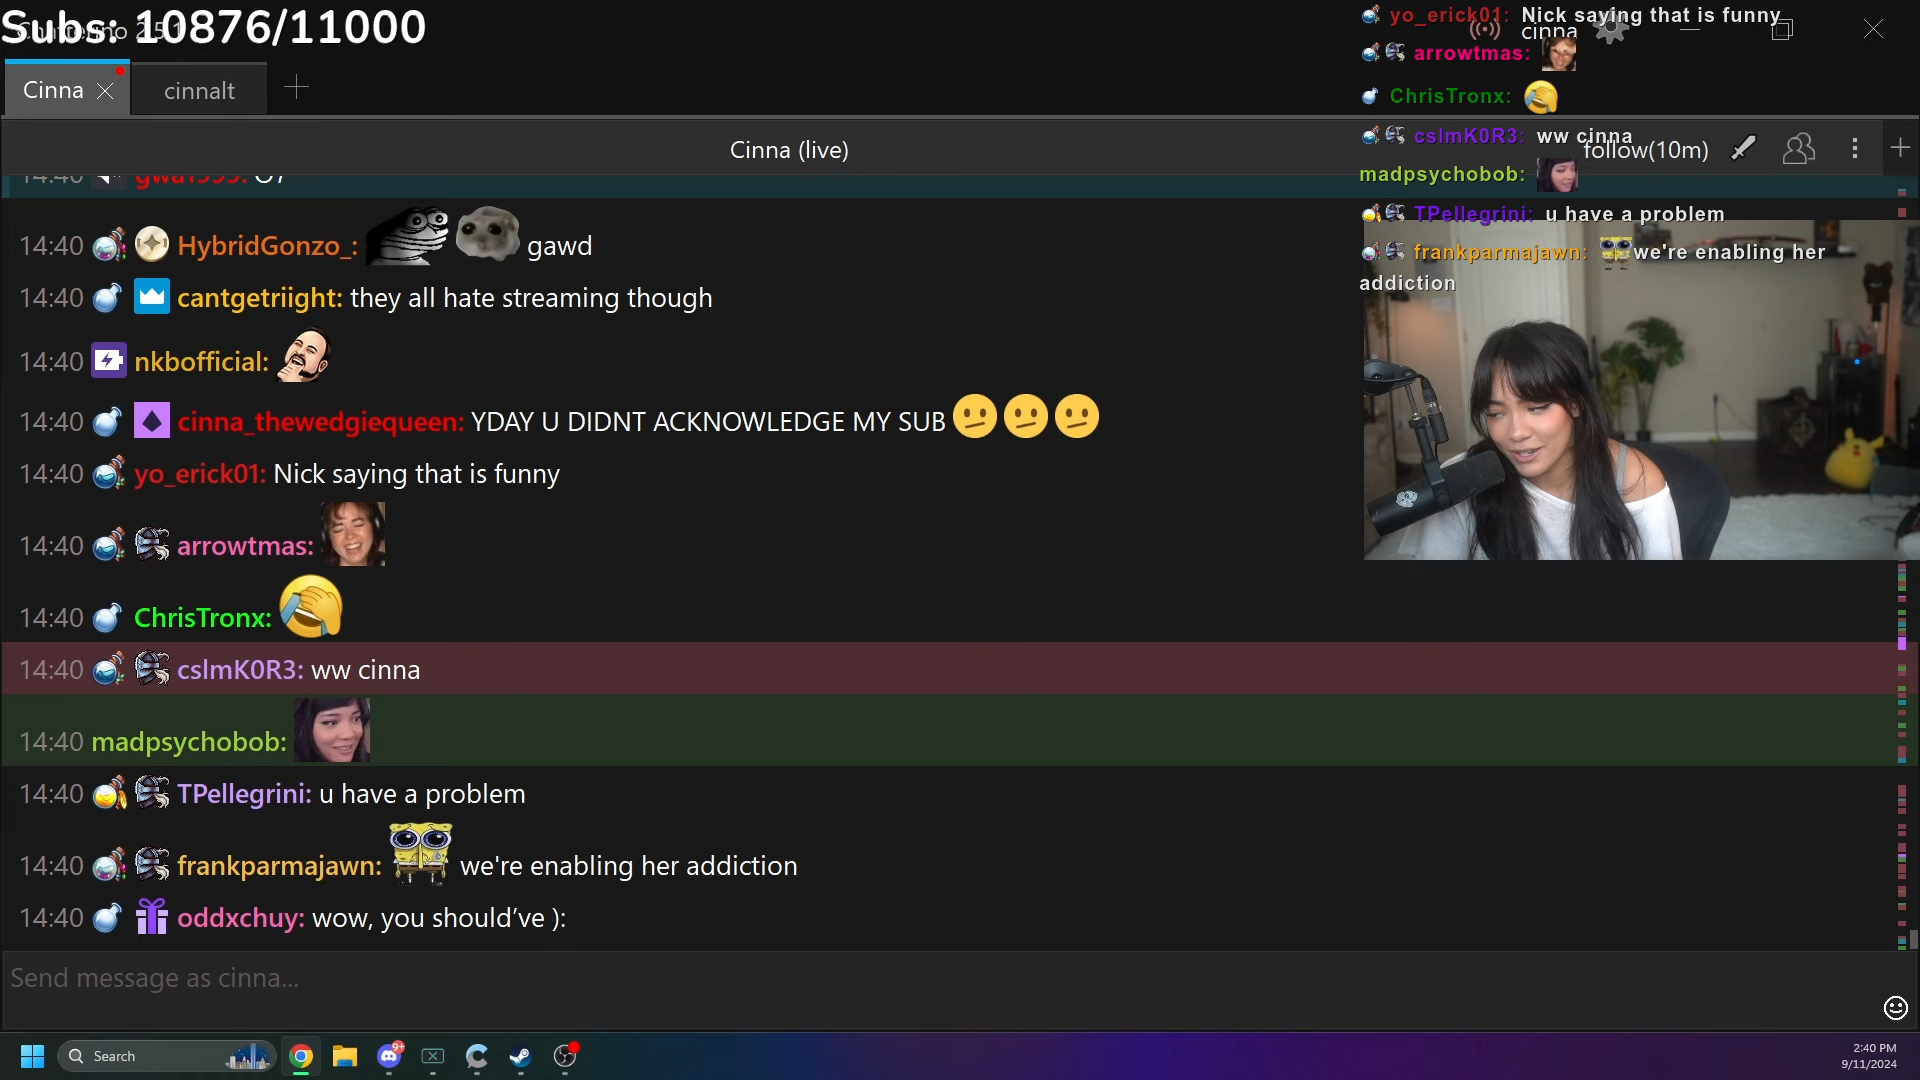 Subs: 10876/11000
cinna
Cinna
cinnalt
Cinna (live)
follow(10m)
yo_erick01: Nick saying that is funny
arrowtmas:
ChrisTronx:
cslmK0R3: ww cinna
madpsychobob:
TPellegrini: u have a problem
frankparmajawn: we're enabling her
addiction
14:40 gwa1999: O7
14:40 HybridGonzo_: gawd
14:40 cantgetriight: they all hate streaming though
14:40 nkbofficial:
14:40 cinna_thewedgiequeen: YDAY U DIDNT ACKNOWLEDGE MY SUB
14:40 yo_erick01: Nick saying that is funny
14:40 arrowtmas:
14:40 ChrisTronx:
14:40 cslmK0R3: ww cinna
14:40 madpsychobob:
14:40 TPellegrini: u have a problem
14:40 frankparmajawn: we're enabling her addiction
14:40 oddxchuy: wow, you should’ve ):
Send message as cinna...
Search
9+
2:40 PM
9/11/2024